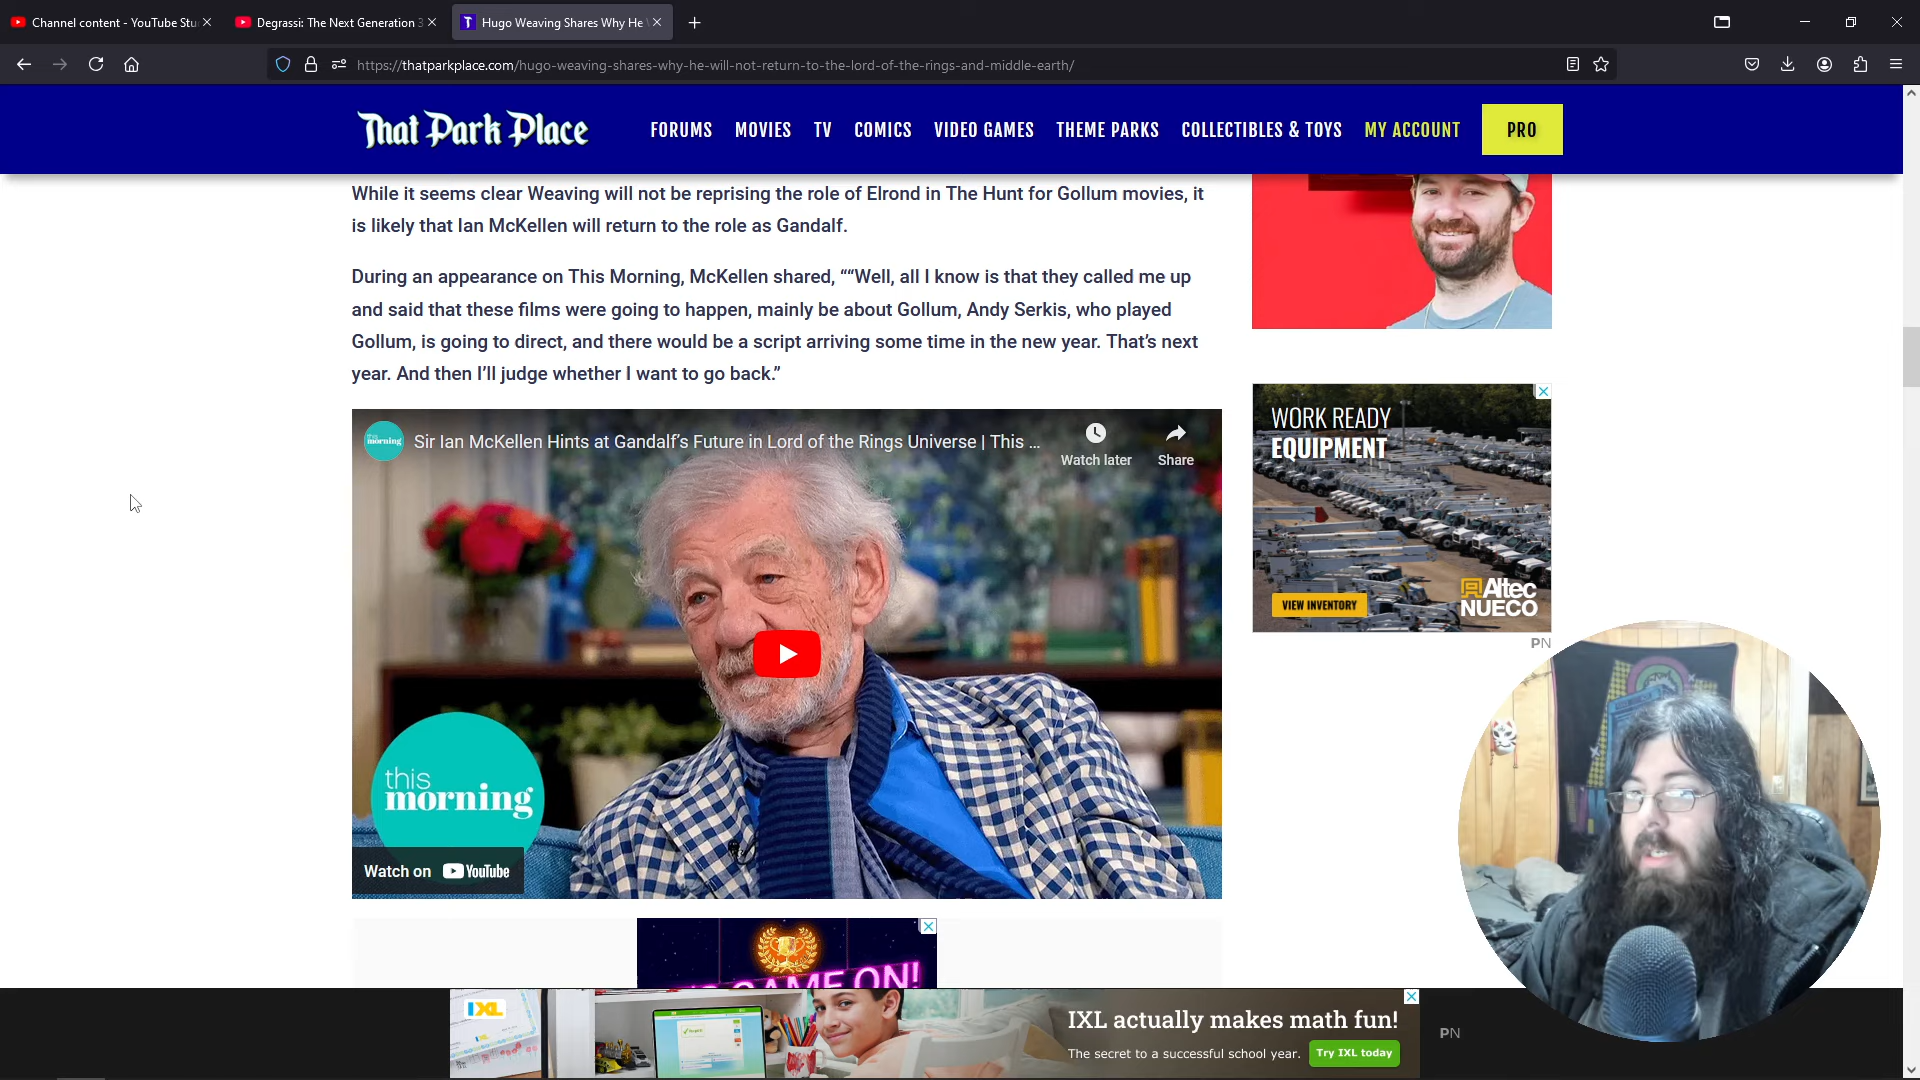 Channel content - YouTube Stu
Degrassi: The Next Generation 3
Hugo Weaving Shares Why He W
https://thatparkplace.com/hugo-weaving-shares-why-he-will-not-return-to-the-lord-of-the-rings-and-middle-earth/
That Park Place
FORUMS MOVIES TV COMICS VIDEO GAMES THEME PARKS COLLECTIBLES & TOYS MY ACCOUNT PRO
While it seems clear Weaving will not be reprising the role of Elrond in The Hunt for Gollum movies, it
is likely that Ian McKellen will return to the role as Gandalf.
During an appearance on This Morning, McKellen shared, ““Well, all I know is that they called me up
and said that these films were going to happen, mainly be about Gollum, Andy Serkis, who played
Gollum, is going to direct, and there would be a script arriving some time in the new year. That’s next
year. And then I’ll judge whether I want to go back.”
this
morning
Sir Ian McKellen Hints at Gandalf’s Future in Lord of the Rings Universe | This ...
Watch later
Share
this
morning
Watch on YouTube
WORK READY
EQUIPMENT
VIEW INVENTORY
Altec
NUECO
PN
GAME ON!
IXL
IXL actually makes math fun!
The secret to a successful school year.
Try IXL today
PN